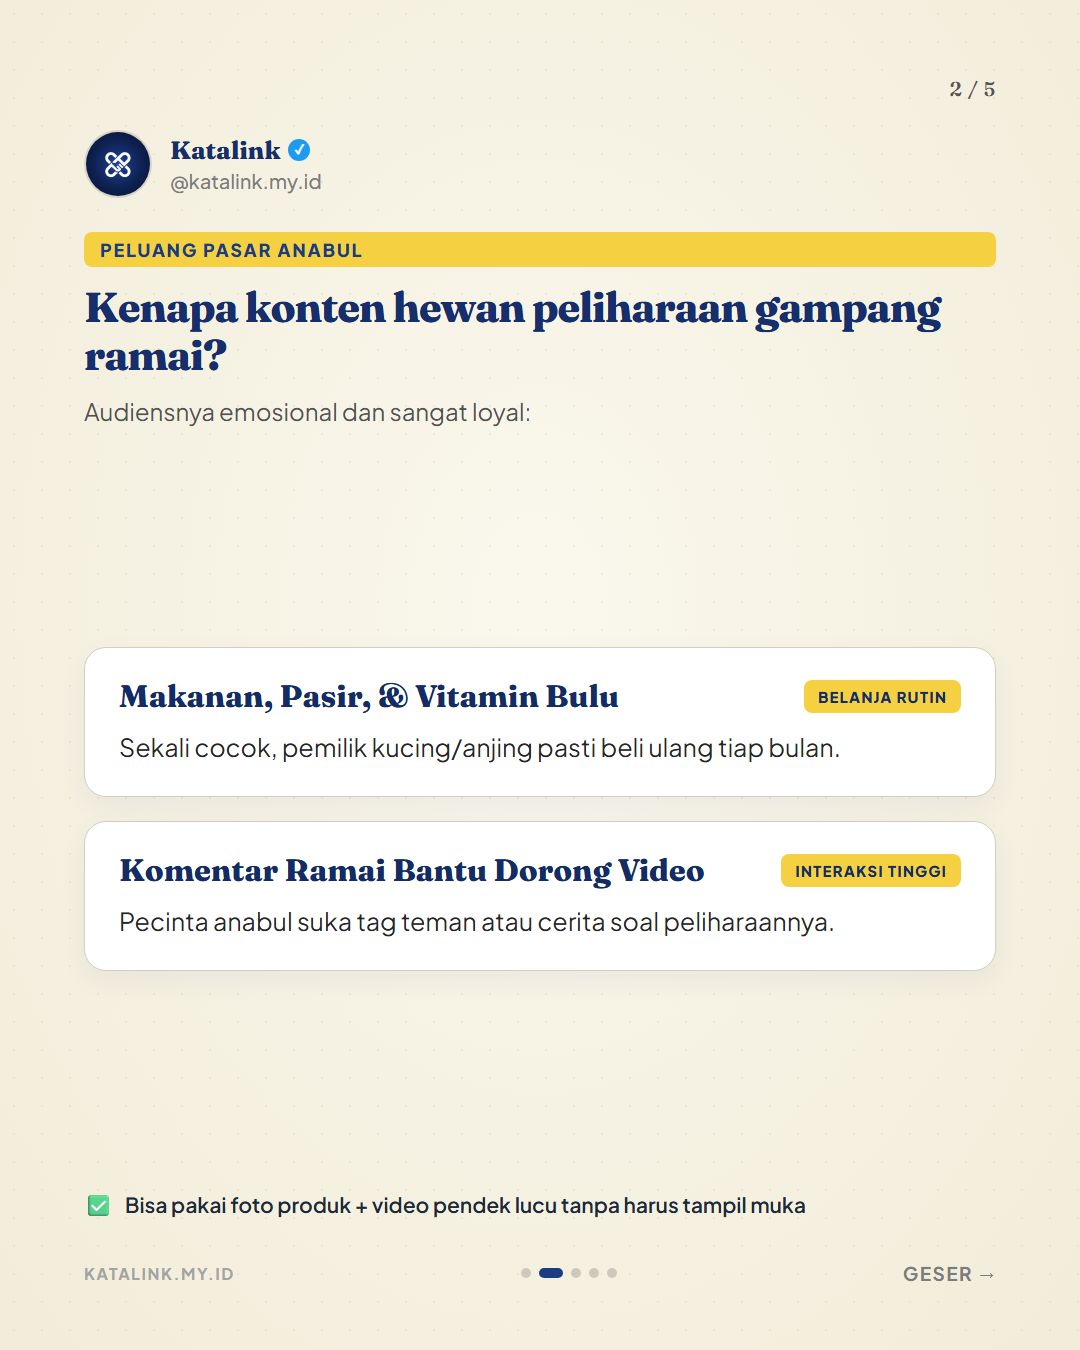 2 / 5
Katalink
@katalink.my.id
PELUANG PASAR ANABUL
Kenapa konten hewan peliharaan gampang
ramai?
Audiensnya emosional dan sangat loyal:
Makanan, Pasir, & Vitamin Bulu
BELANJA RUTIN
Sekali cocok, pemilik kucing/anjing pasti beli ulang tiap bulan.
Komentar Ramai Bantu Dorong Video
INTERAKSI TINGGI
Pecinta anabul suka tag teman atau cerita soal peliharaannya.
✅ Bisa pakai foto produk + video pendek lucu tanpa harus tampil muka
KATALINK.MY.ID
GESER →